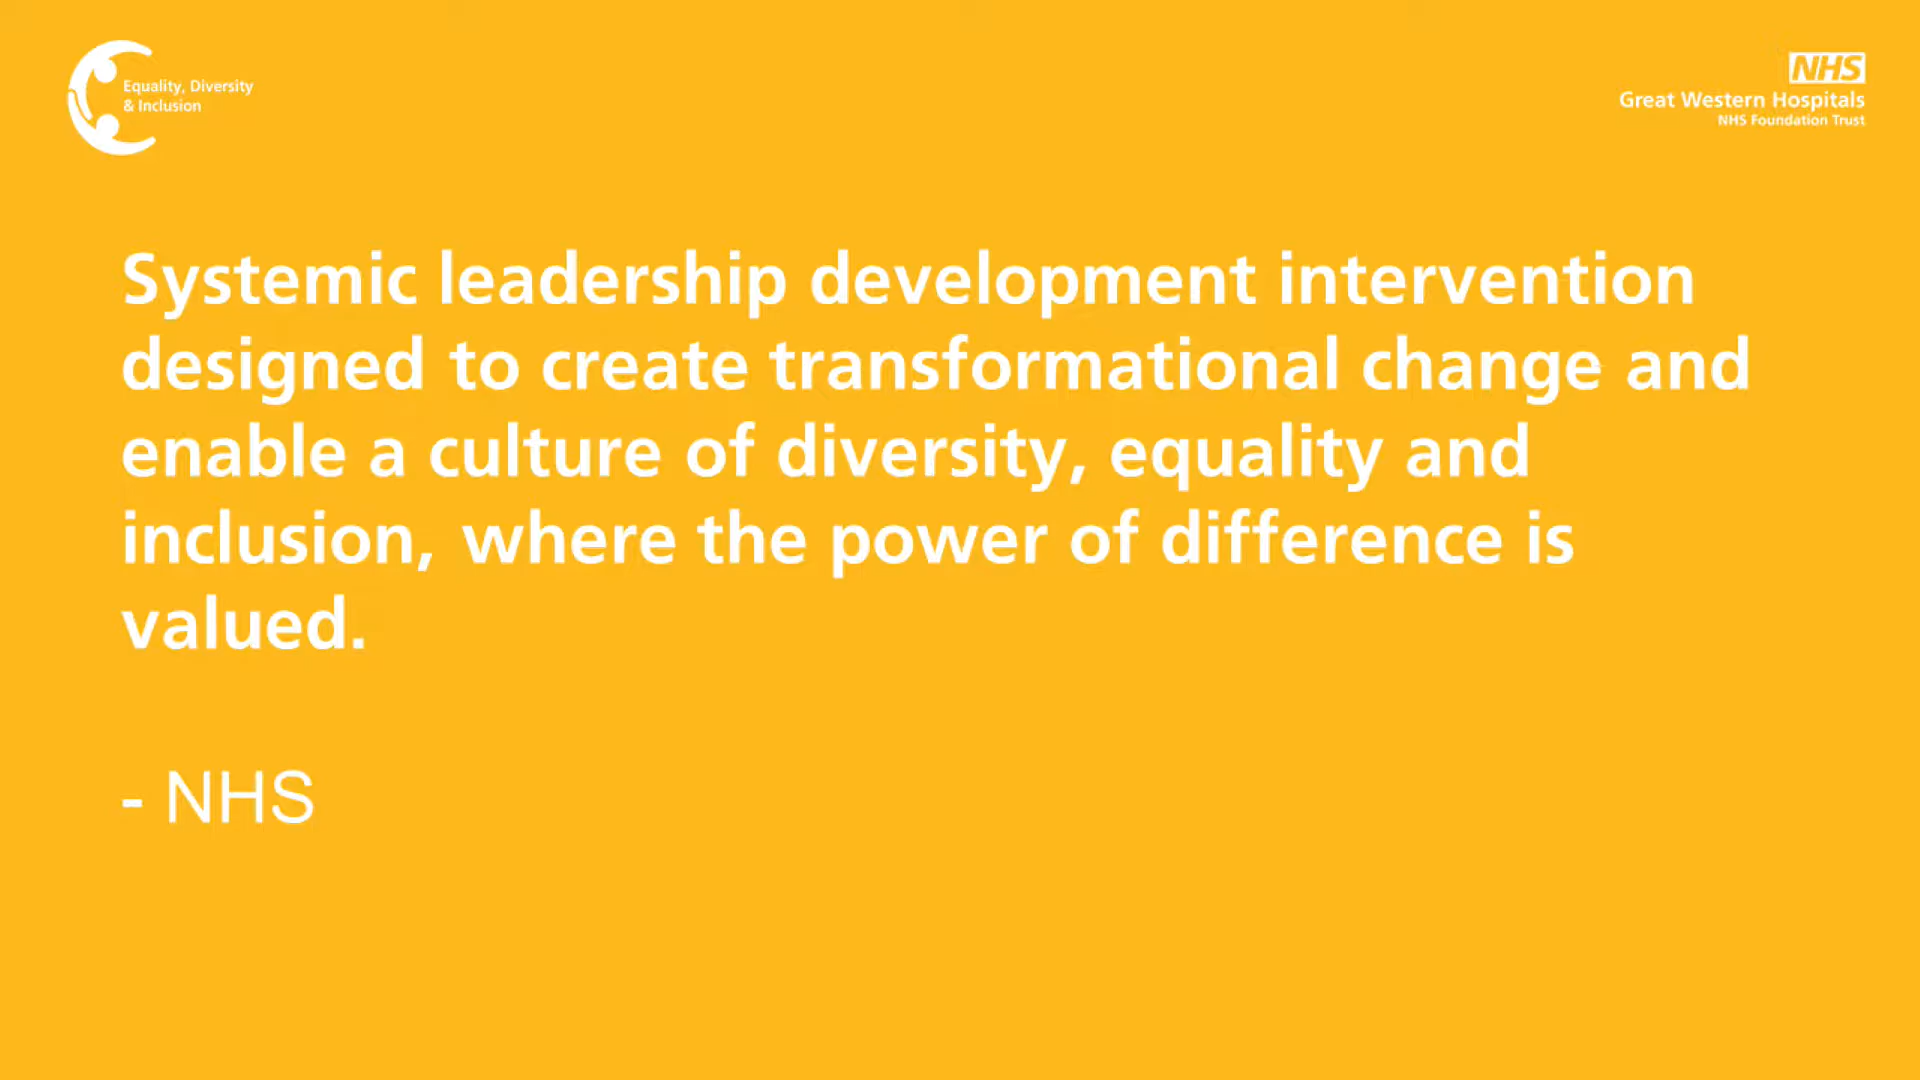 Equality, Diversity
& Inclusion
NHS
Great Western Hospitals
NHS Foundation Trust
Systemic leadership development intervention
designed to create transformational change and
enable a culture of diversity, equality and
inclusion, where the power of difference is
valued.
- NHS